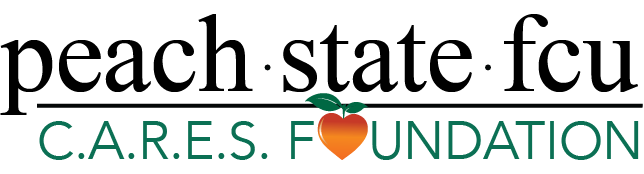 peach · state · fcu
C.A.R.E.S. FOUNDATION